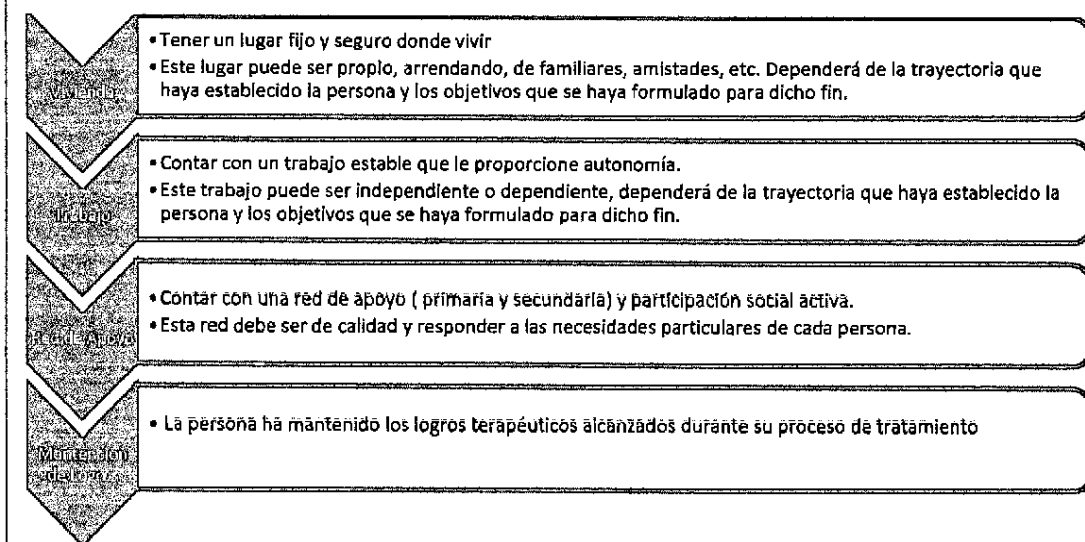 Vivienda
• Tener un lugar fijo y seguro donde vivir
• Este lugar puede ser propio, arrendando, de familiares, amistades, etc. Dependerá de la trayectoria que
haya establecido la persona y los objetivos que se haya formulado para dicho fin.
Trabajo
• Contar con un trabajo estable que le proporcione autonomía.
• Este trabajo puede ser independiente o dependiente, dependerá de la trayectoria que haya establecido la
persona y los objetivos que se haya formulado para dicho fin.
Red de Apoyo
• Contar con una red de apoyo ( primaria y secundaria) y participación social activa.
• Esta red debe ser de calidad y responder a las necesidades particulares de cada persona.
Mantención
de Logros
• La persona ha mantenido los logros terapéuticos alcanzados durante su proceso de tratamiento